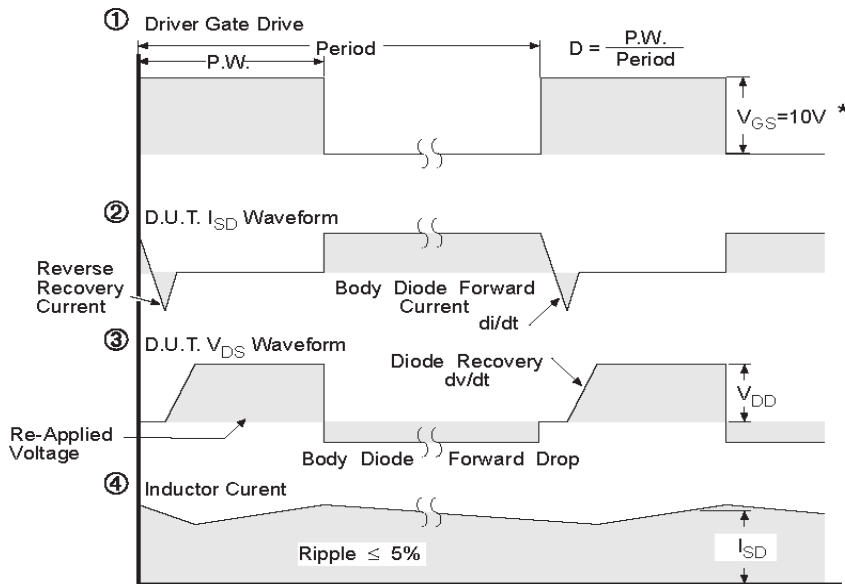 ① Driver Gate Drive
Period
P.W.
D = P.W. / Period
V_GS=10V *
② D.U.T. I_SD Waveform
Reverse
Recovery
Current
Body Diode Forward
Current
di/dt
③ D.U.T. V_DS Waveform
Diode Recovery
dv/dt
V_DD
Re-Applied
Voltage
Body Diode Forward Drop
④ Inductor Curent
Ripple ≤ 5%
I_SD